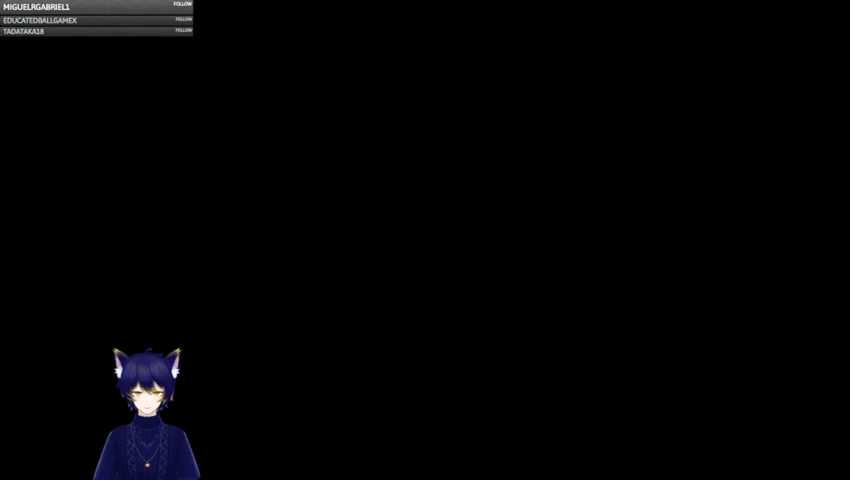 MIGUELRGABRIEL1 FOLLOW
EDUCATEDBALLGAMEX FOLLOW
TADATAKA18 FOLLOW